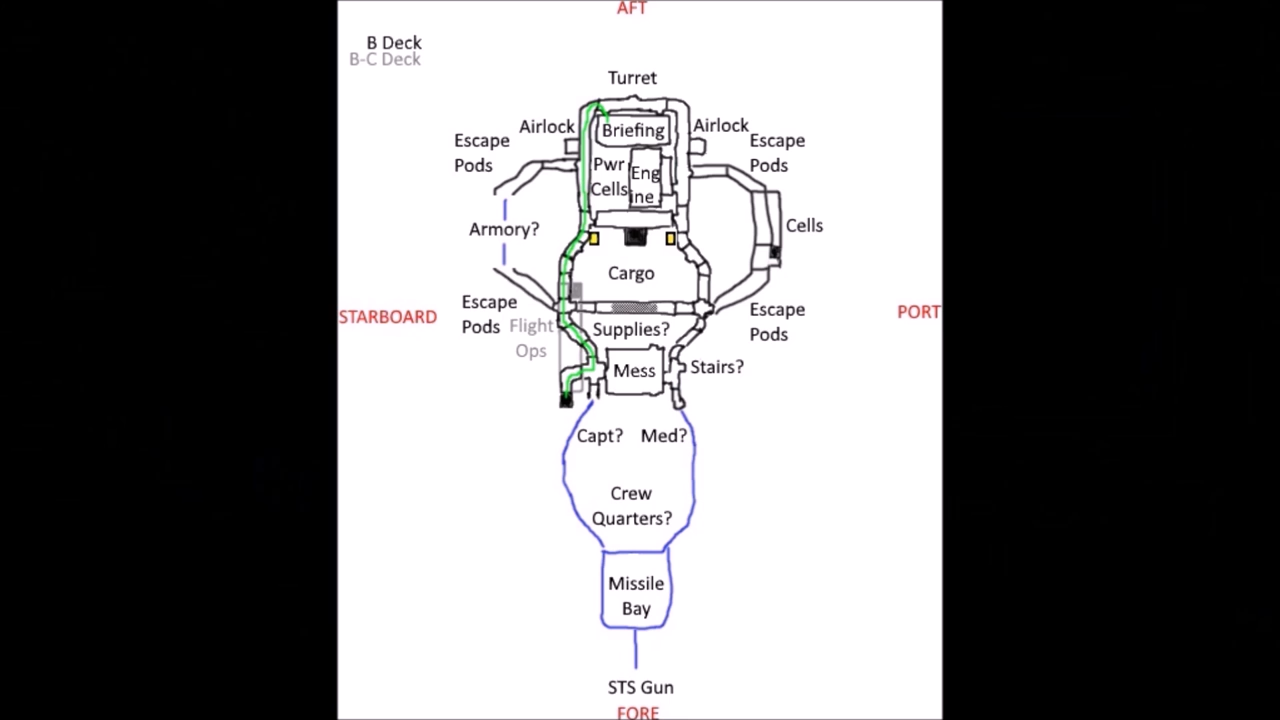 AFT
B Deck
B-C Deck
Turret
Airlock
Briefing
Airlock
Escape
Pods
Escape
Pods
Pwr
Cells
Eng
ine
Armory?
Cells
Cargo
Escape
Pods
Escape
Pods
STARBOARD
PORT
Flight
Ops
Supplies?
Mess
Stairs?
Capt?
Med?
Crew
Quarters?
Missile
Bay
STS Gun
FORE